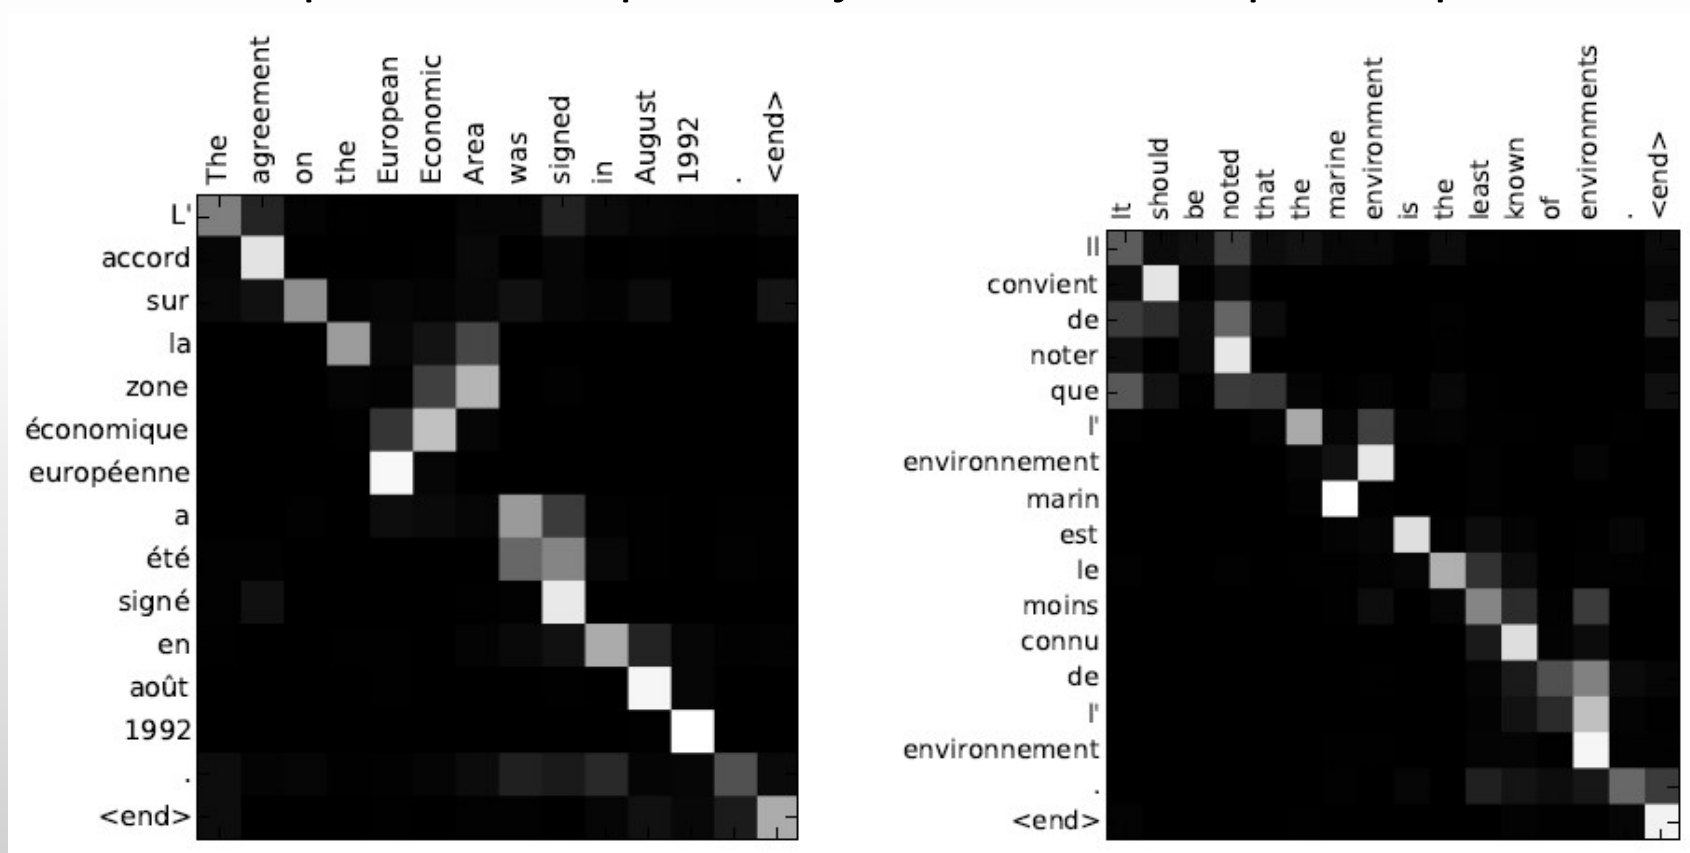 The
agreement
on
the
European
Economic
Area
was
signed
in
August
1992
.
<end>
L'
accord
sur
la
zone
économique
européenne
a
été
signé
en
août
1992
.
<end>
It
should
be
noted
that
the
marine
environment
is
the
least
known
of
environments
.
<end>
Il
convient
de
noter
que
l'
environnement
marin
est
le
moins
connu
de
l'
environnement
.
<end>